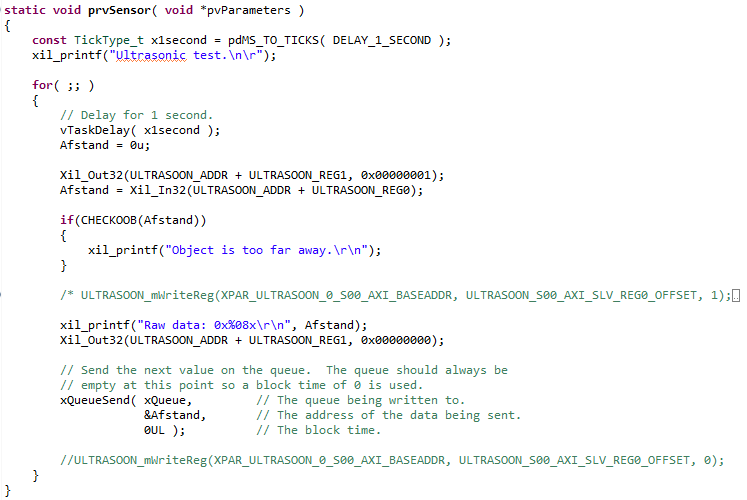 static void prvSensor( void *pvParameters )
{
const TickType_t x1second = pdMS_TO_TICKS( DELAY_1_SECOND );
xil_printf("Ultrasonic test.\n\r");
for( ;; )
{
// Delay for 1 second.
vTaskDelay( x1second );
Afstand = 0u;
Xil_Out32(ULTRASOON_ADDR + ULTRASOON_REG1, 0x00000001);
Afstand = Xil_In32(ULTRASOON_ADDR + ULTRASOON_REG0);
if(CHECKOOB(Afstand))
{
xil_printf("Object is too far away.\r\n");
}
/* ULTRASOON_mWriteReg(XPAR_ULTRASOON_0_S00_AXI_BASEADDR, ULTRASOON_S00_AXI_SLV_REG0_OFFSET, 1);
xil_printf("Raw data: 0x%08x\r\n", Afstand);
Xil_Out32(ULTRASOON_ADDR + ULTRASOON_REG1, 0x00000000);
// Send the next value on the queue.  The queue should always be
// empty at this point so a block time of 0 is used.
xQueueSend( xQueue, // The queue being written to.
&Afstand, // The address of the data being sent.
0UL ); // The block time.
//ULTRASOON_mWriteReg(XPAR_ULTRASOON_0_S00_AXI_BASEADDR, ULTRASOON_S00_AXI_SLV_REG0_OFFSET, 0);
}
}